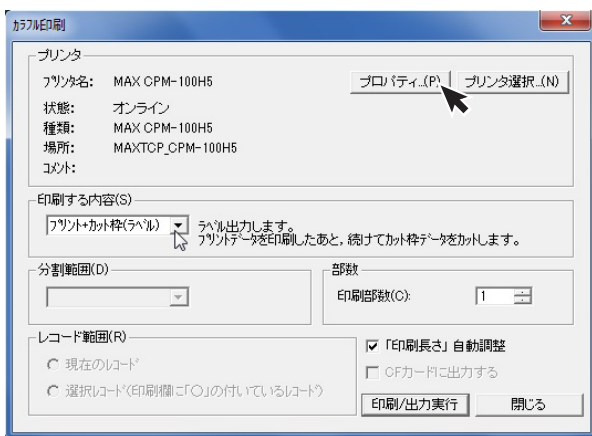 ｶﾗﾌﾙ印刷
プリンタ
ﾌﾟﾘﾝﾀ名: MAX CPM-100H5
プロパティ...(P) プリンタ選択...(N)
状態: オンライン
種類: MAX CPM-100H5
場所: MAXTCP_CPM-100H5
ｺﾒﾝﾄ:
印刷する内容(S)
ﾌﾟﾘﾝﾄ+ｶｯﾄ枠(ﾗﾍﾞﾙ)
ﾗﾍﾞﾙ出力します。
ﾌﾟﾘﾝﾄﾃﾞｰﾀを印刷したあと，続けてｶｯﾄ枠ﾃﾞｰﾀをｶｯﾄします。
分割範囲(D)
部数
印刷部数(C): 1
レコード範囲(R)
現在のﾚｺｰﾄﾞ
選択ﾚｺｰﾄﾞ(印刷欄に「○」の付いているﾚｺｰﾄﾞ)
「印刷長さ」自動調整
CFｶｰﾄﾞに出力する
印刷/出力実行 閉じる